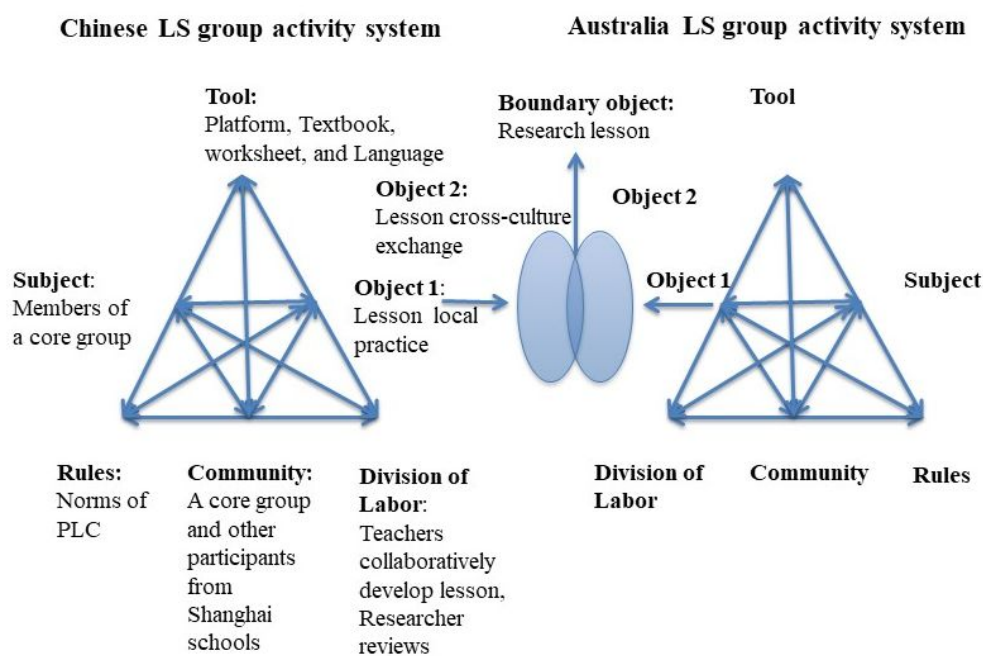 Chinese LS group activity system
Australia LS group activity system
Tool:
Platform, Textbook,
worksheet, and Language
Boundary object:
Research lesson
Tool
Object 2:
Lesson cross-culture
exchange
Object 2
Subject:
Members of
a core group
Object 1:
Lesson local
practice
Object 1
Subject
Rules:
Norms of
PLC
Community:
A core group
and other
participants
from
Shanghai
schools
Division of
Labor:
Teachers
collaboratively
develop lesson,
Researcher
reviews
Division of
Labor
Community
Rules